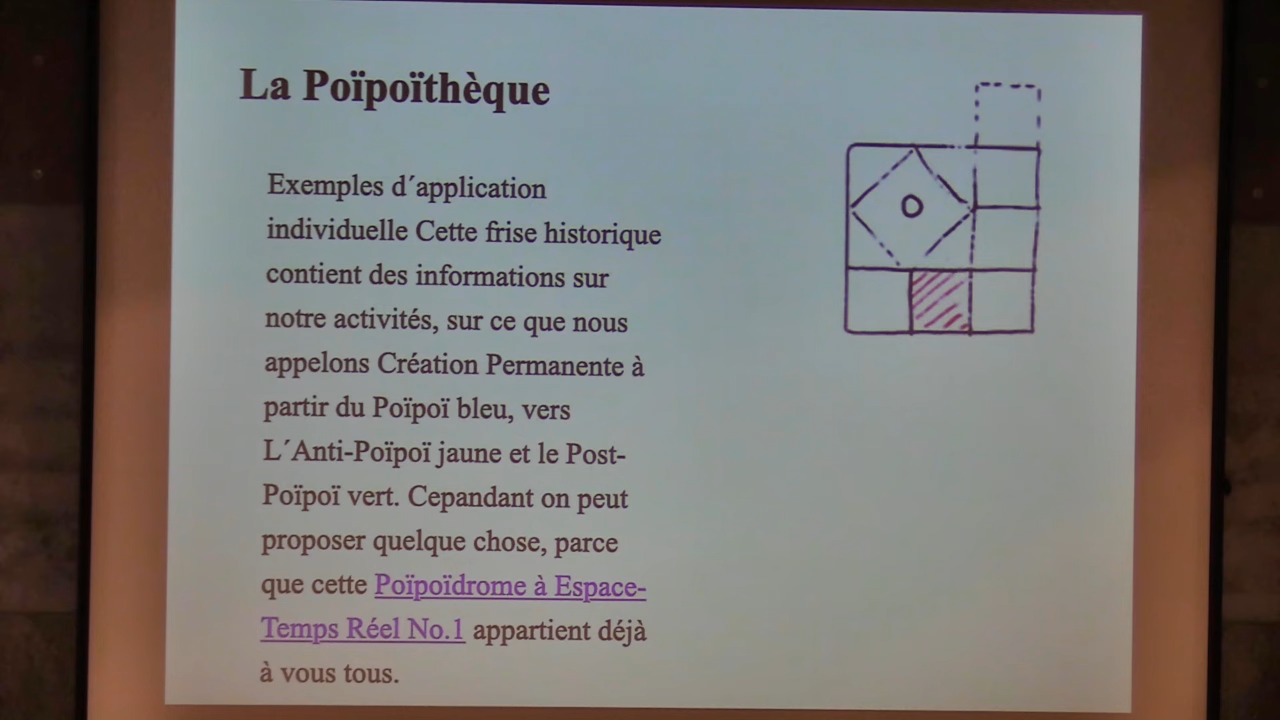 La Poïpoïthèque
Exemples d´application
individuelle Cette frise historique
contient des informations sur
notre activités, sur ce que nous
appelons Création Permanente à
partir du Poïpoï bleu, vers
L´Anti-Poïpoï jaune et le Post-
Poïpoï vert. Cepandant on peut
proposer quelque chose, parce
que cette Poïpoïdrome à Espace-
Temps Réel No.1 appartient déjà
à vous tous.